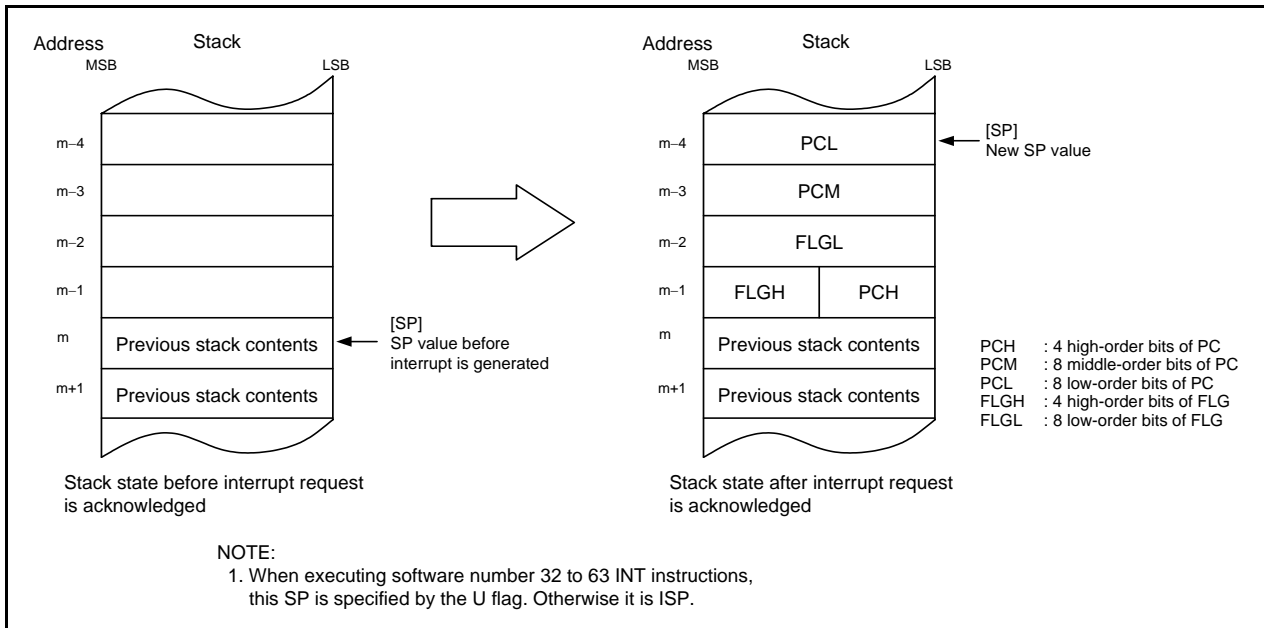 Address Stack
MSB LSB
m−4
m−3
m−2
m−1
m Previous stack contents
m+1 Previous stack contents
[SP]
SP value before
interrupt is generated
Stack state before interrupt request
is acknowledged
Address Stack
MSB LSB
m−4 PCL
m−3 PCM
m−2 FLGL
m−1 FLGH PCH
m Previous stack contents
m+1 Previous stack contents
[SP]
New SP value
PCH : 4 high-order bits of PC
PCM : 8 middle-order bits of PC
PCL : 8 low-order bits of PC
FLGH : 4 high-order bits of FLG
FLGL : 8 low-order bits of FLG
Stack state after interrupt request
is acknowledged
NOTE:
1. When executing software number 32 to 63 INT instructions,
this SP is specified by the U flag. Otherwise it is ISP.